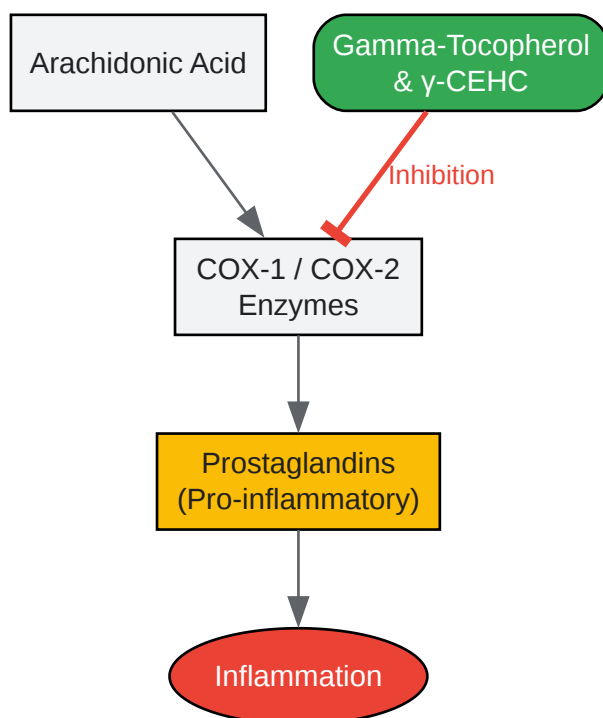 Arachidonic Acid
Gamma-Tocopherol
& γ-CEHC
Inhibition
COX-1 / COX-2
Enzymes
Prostaglandins
(Pro-inflammatory)
Inflammation